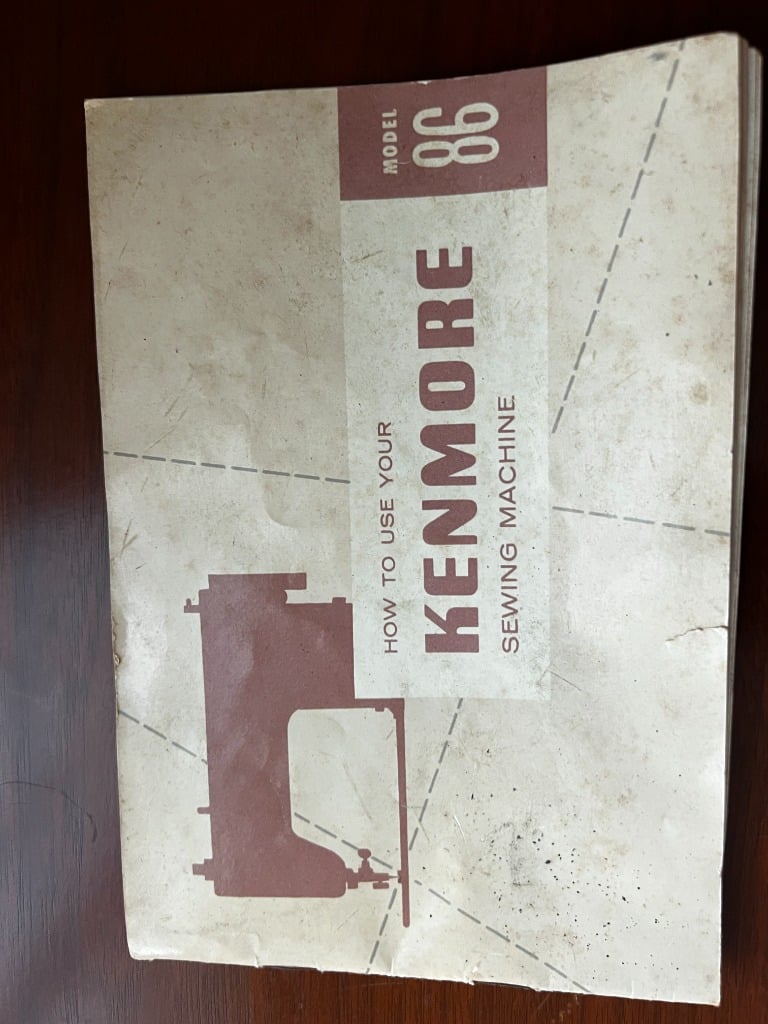 HOW TO USE YOUR
KENMORE
SEWING MACHINE
MODEL
86